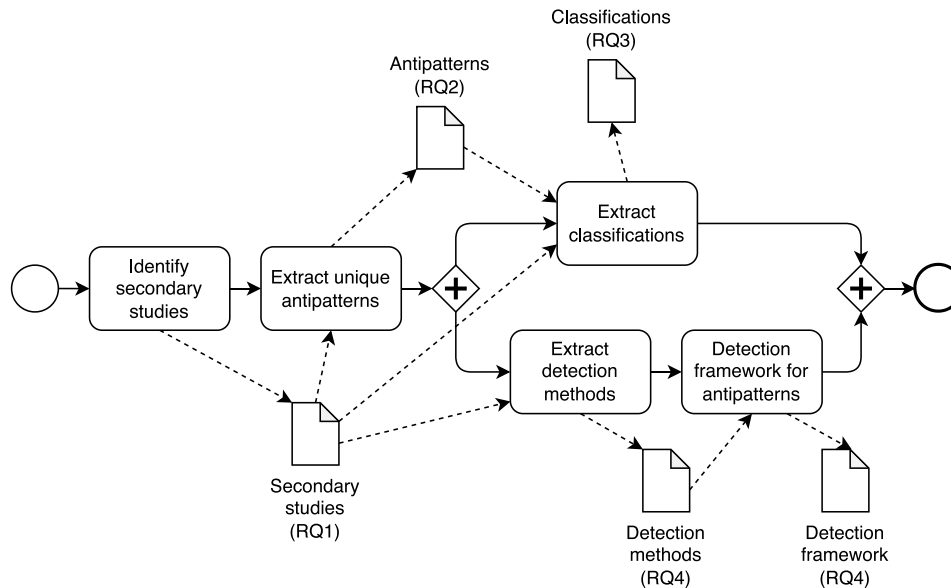 Classifications
(RQ3)
Antipatterns
(RQ2)
Extract
classifications
Identify
secondary
studies
Extract unique
antipatterns
Extract
detection
methods
Detection
framework for
antipatterns
Secondary
studies
(RQ1)
Detection
methods
(RQ4)
Detection
framework
(RQ4)